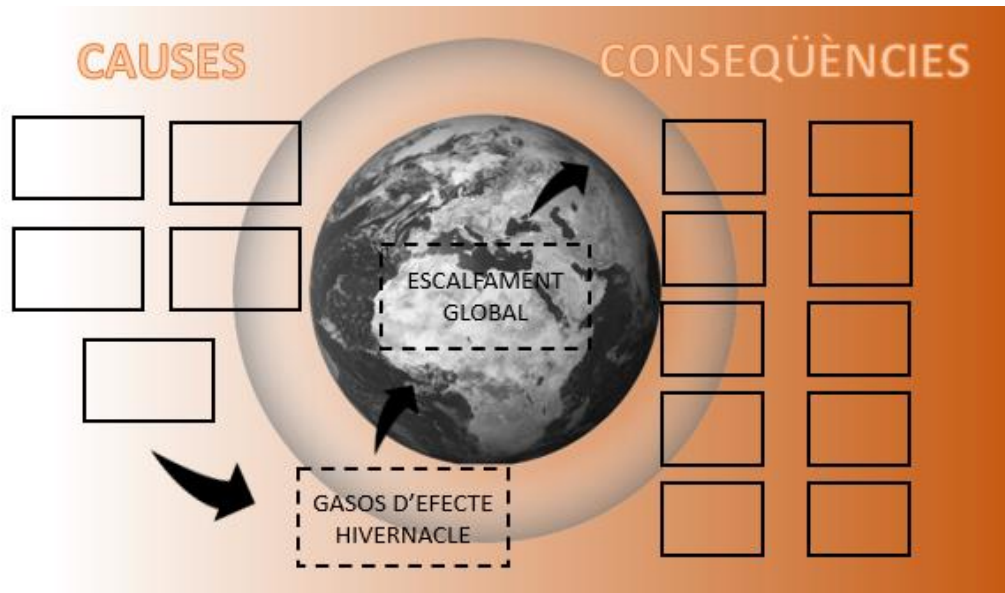 CAUSES
CONSEQÜÈNCIES
ESCALFAMENT
GLOBAL
GASOS D’EFECTE
HIVERNACLE